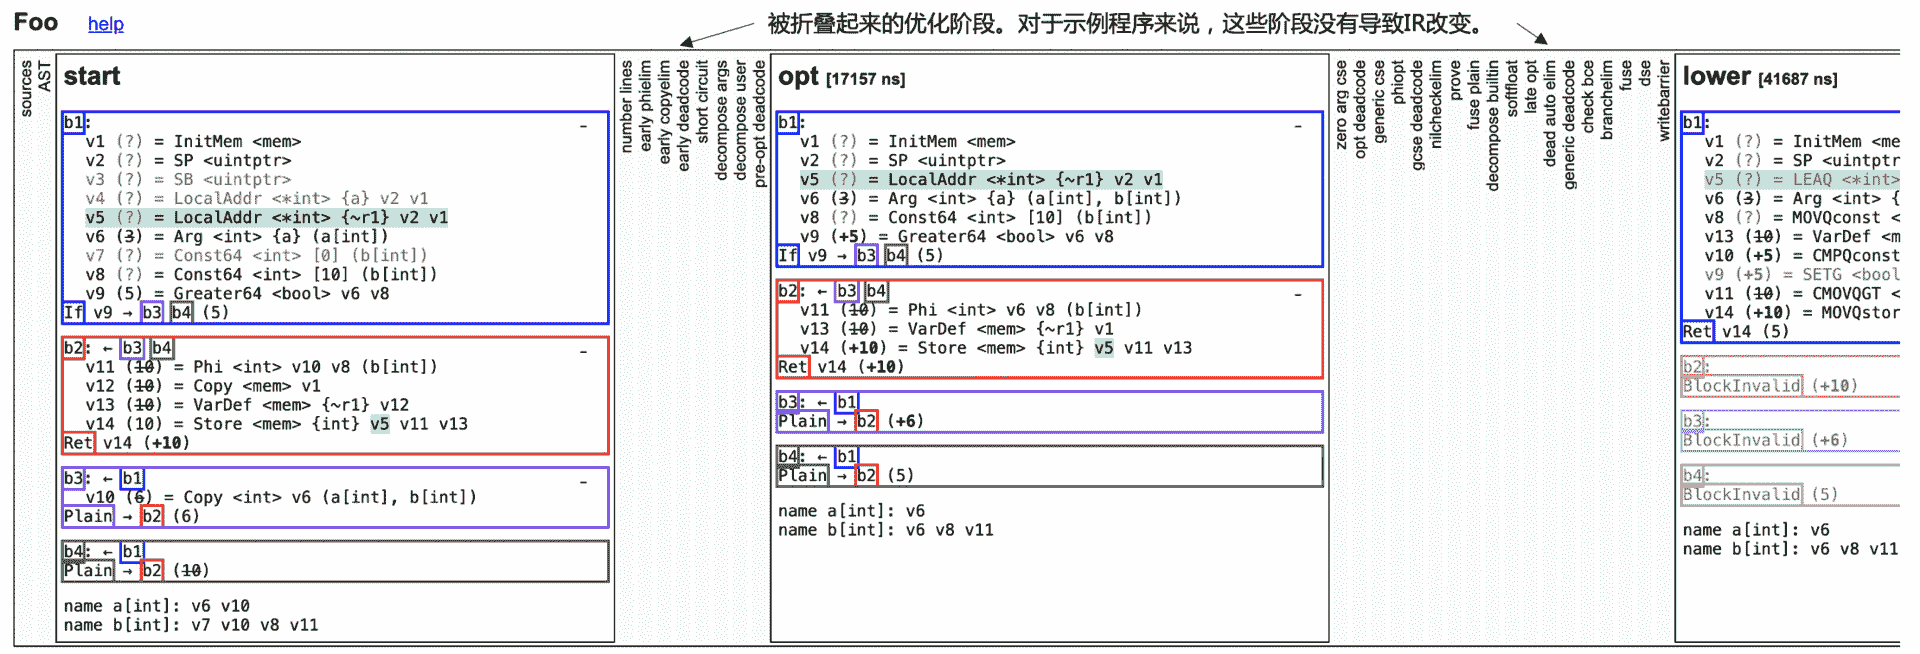 Foo help
被折叠起来的优化阶段。对于示例程序来说，这些阶段没有导致IR改变。
sources
AST
start
b1:
v1 (?) = InitMem <mem>
v2 (?) = SP <uintptr>
v3 (?) = SB <uintptr>
v4 (?) = LocalAddr <*int> {a} v2 v1
v5 (?) = LocalAddr <*int> {~r1} v2 v1
v6 (3) = Arg <int> {a} (a[int])
v7 (?) = Const64 <int> [0] (b[int])
v8 (?) = Const64 <int> [10] (b[int])
v9 (5) = Greater64 <bool> v6 v8
If v9 → b3 b4 (5)
b2: ← b3 b4
v11 (10) = Phi <int> v10 v8 (b[int])
v12 (10) = Copy <mem> v1
v13 (10) = VarDef <mem> {~r1} v12
v14 (10) = Store <mem> {int} v5 v11 v13
Ret v14 (+10)
b3: ← b1
v10 (6) = Copy <int> v6 (a[int], b[int])
Plain → b2 (6)
b4: ← b1
Plain → b2 (10)
name a[int]: v6 v10
name b[int]: v7 v10 v8 v11
number lines
early phielim
early copyelim
early deadcode
short circuit
decompose args
decompose user
pre-opt deadcode
opt [17157 ns]
b1:
v1 (?) = InitMem <mem>
v2 (?) = SP <uintptr>
v5 (?) = LocalAddr <*int> {~r1} v2 v1
v6 (3) = Arg <int> {a} (a[int], b[int])
v8 (?) = Const64 <int> [10] (b[int])
v9 (+5) = Greater64 <bool> v6 v8
If v9 → b3 b4 (5)
b2: ← b3 b4
v11 (10) = Phi <int> v6 v8 (b[int])
v13 (10) = VarDef <mem> {~r1} v1
v14 (+10) = Store <mem> {int} v5 v11 v13
Ret v14 (+10)
b3: ← b1
Plain → b2 (+6)
b4: ← b1
Plain → b2 (5)
name a[int]: v6
name b[int]: v6 v8 v11
zero arg cse
opt deadcode
generic cse
phiopt
gcse deadcode
nilcheckelim
prove
fuse plain
decompose builtin
softfloat
late opt
dead auto elim
generic deadcode
check bce
branchelim
fuse
dse
writebarrier
lower [41687 ns]
b1:
v1 (?) = InitMem <me
v2 (?) = SP <uintptr
v5 (?) = LEAQ <*int>
v6 (3) = Arg <int> {
v8 (?) = MOVQconst <
v13 (10) = VarDef <m
v10 (+5) = CMPQconst
v9 (+5) = SETG <bool
v11 (10) = CMOVQGT <
v14 (+10) = MOVQstor
Ret v14 (5)
b2:
BlockInvalid (+10)
b3:
BlockInvalid (+6)
b4:
BlockInvalid (5)
name a[int]: v6
name b[int]: v6 v8 v11